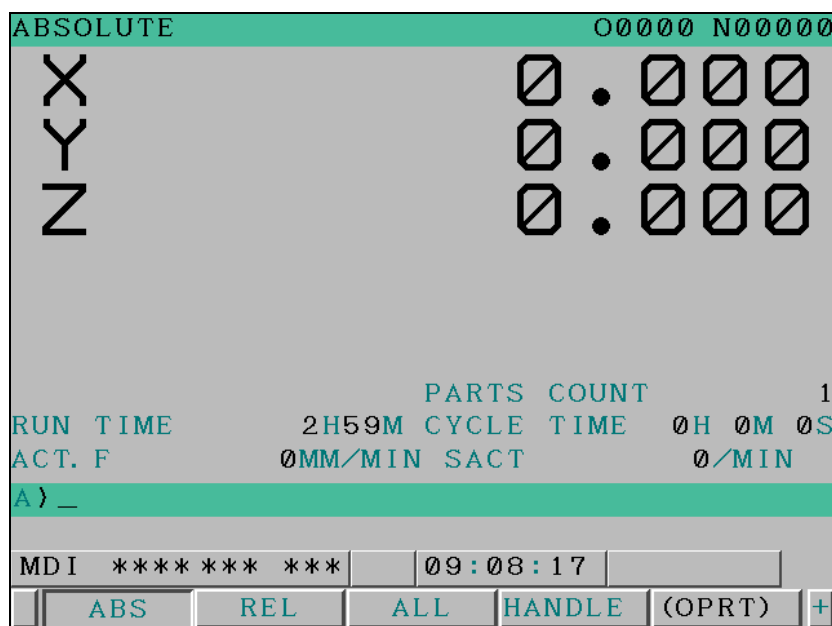 ABSOLUTE O0000 N00000
X 0.000
Y 0.000
Z 0.000
PARTS COUNT 1
RUN TIME 2H59M CYCLE TIME 0H 0M 0S
ACT. F 0MM/MIN SACT 0/MIN
A)_
MDI **** *** *** 09:08:17
ABS REL ALL HANDLE (OPRT) +